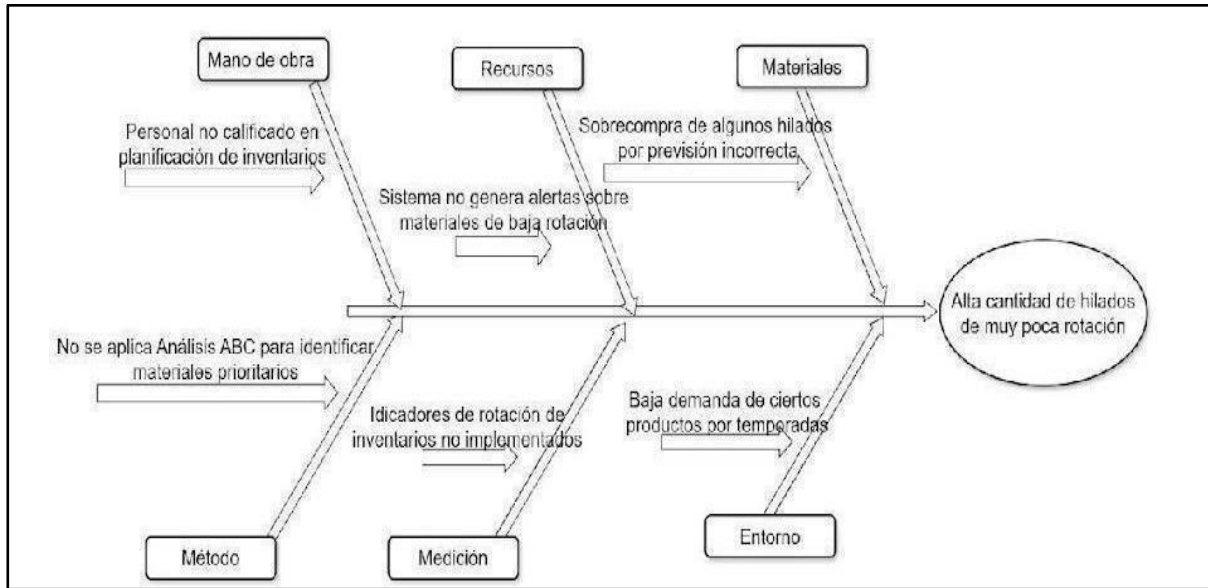 Mano de obra
Recursos
Materiales
Personal no calificado en
planificación de inventarios
Sobrecompra de algunos hilados
por previsión incorrecta
Sistema no genera alertas sobre
materiales de baja rotación
Alta cantidad de hilados
de muy poca rotación
No se aplica Análisis ABC para identificar
materiales prioritarios
Idicadores de rotación de
inventarios no implementados
Baja demanda de ciertos
productos por temporadas
Método
Medición
Entorno